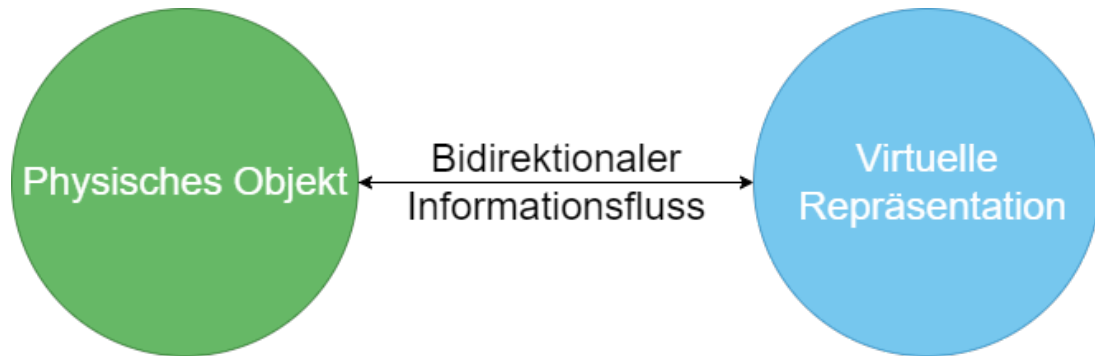 Physisches Objekt
Bidirektionaler
Informationsfluss
Virtuelle
Repräsentation